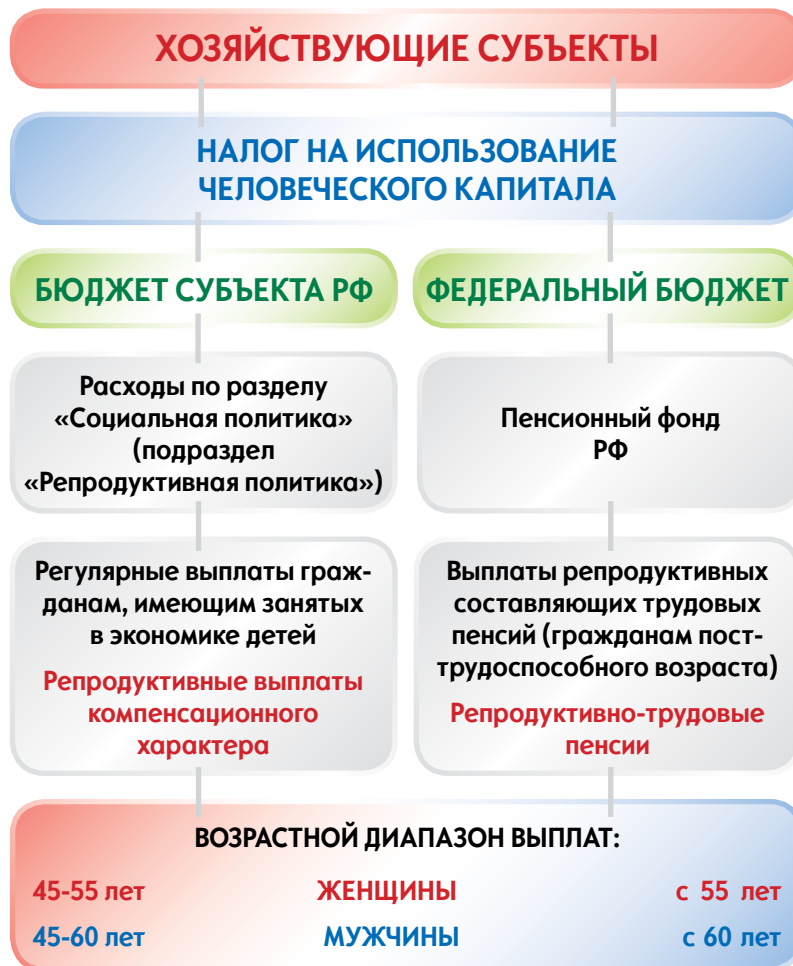 ХОЗЯЙСТВУЮЩИЕ СУБЪЕКТЫ
НАЛОГ НА ИСПОЛЬЗОВАНИЕ
ЧЕЛОВЕЧЕСКОГО КАПИТАЛА
БЮДЖЕТ СУБЪЕКТА РФ
Расходы по разделу
«Социальная политика»
(подраздел
«Репродуктивная политика»)
Регулярные выплаты граж-
данам, имеющим занятых
в экономике детей
Репродуктивные выплаты
компенсационного
характера
ФЕДЕРАЛЬНЫЙ БЮДЖЕТ
Пенсионный фонд
РФ
Выплаты репродуктивных
составляющих трудовых
пенсий (гражданам пост-
трудоспособного возраста)
Репродуктивно-трудовые
пенсии
ВОЗРАСТНОЙ ДИАПАЗОН ВЫПЛАТ:
45-55 лет ЖЕНЩИНЫ с 55 лет
45-60 лет МУЖЧИНЫ с 60 лет